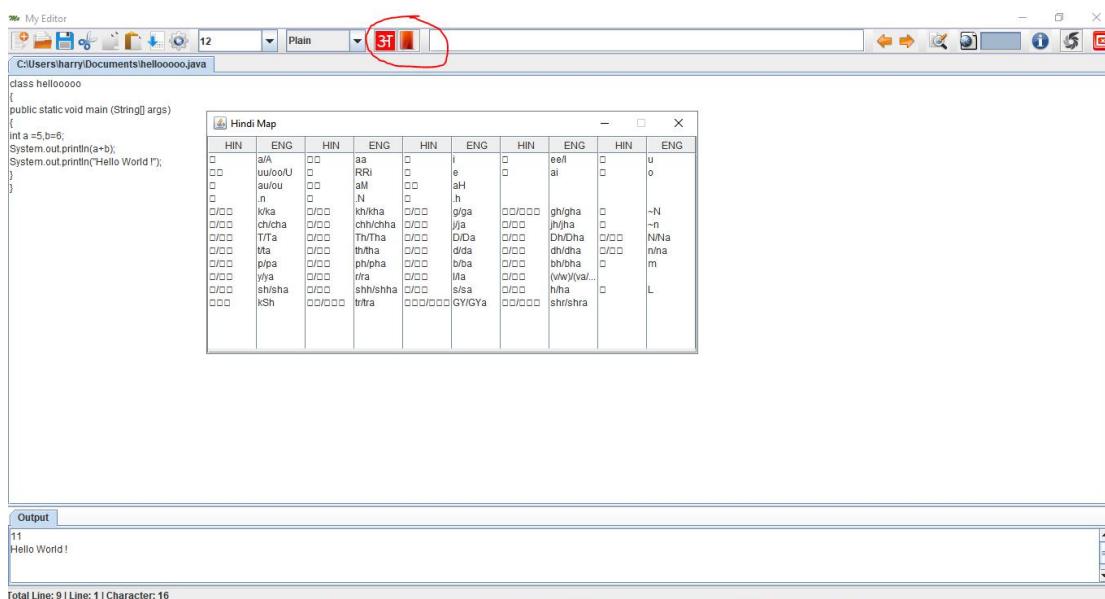 My Editor
12 Plain अ
C:\Users\harry\Documents\hellooooo.java
class hellooooo
{
public static void main (String[] args)
{
int a =5,b=6;
System.out.println(a+b);
System.out.println("Hello World !");
}
}
Hindi Map
HIN ENG HIN ENG HIN ENG HIN ENG HIN ENG
□ a/A □□ aa □ i □ ee/I □ u
□□ uu/oo/U □ RRi □ e □ ai □ o
□ au/ou □□ aM □□ aH
□ .n □ .N □ .h
□/□□ k/ka □/□□ kh/kha □/□□ g/ga □□/□□□ gh/gha □ ~N
□/□□ ch/cha □/□□ chh/chha □/□□ j/ja □/□□ jh/jha □ ~n
□/□□ T/Ta □/□□ Th/Tha □/□□ D/Da □/□□ Dh/Dha □/□□ N/Na
□/□□ t/ta □/□□ th/tha □/□□ d/da □/□□ dh/dha □/□□ n/na
□/□□ p/pa □/□□ ph/pha □/□□ b/ba □/□□ bh/bha □ m
□/□□ y/ya □/□□ r/ra □/□□ l/la □/□□ (v/w)/(va/...
□/□□ sh/sha □/□□ shh/shha □/□□ s/sa □/□□ h/ha □ L
□□□ kSh □□/□□□ tr/tra □□□/□□□ GY/GYa □□/□□□ shr/shra
Output
11
Hello World !
Total Line: 9 | Line: 1 | Character: 16